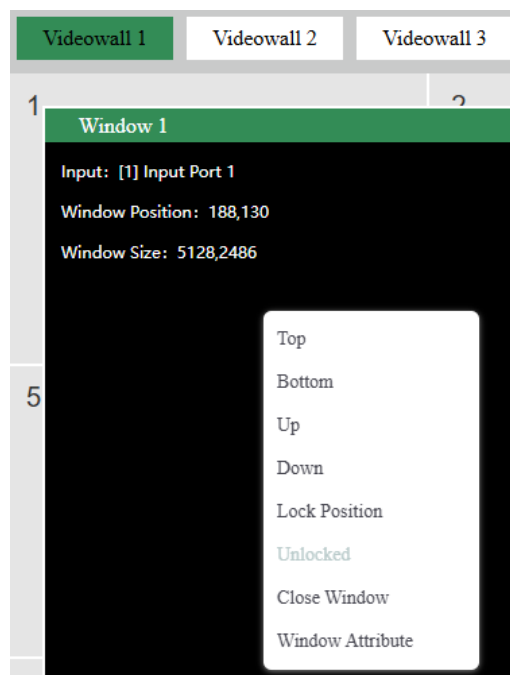 Videowall 1 Videowall 2 Videowall 3
1 2
Window 1
Input: [1] Input Port 1
Window Position: 188,130
Window Size: 5128,2486
Top
Bottom
Up
5
Down
Lock Position
Unlocked
Close Window
Window Attribute